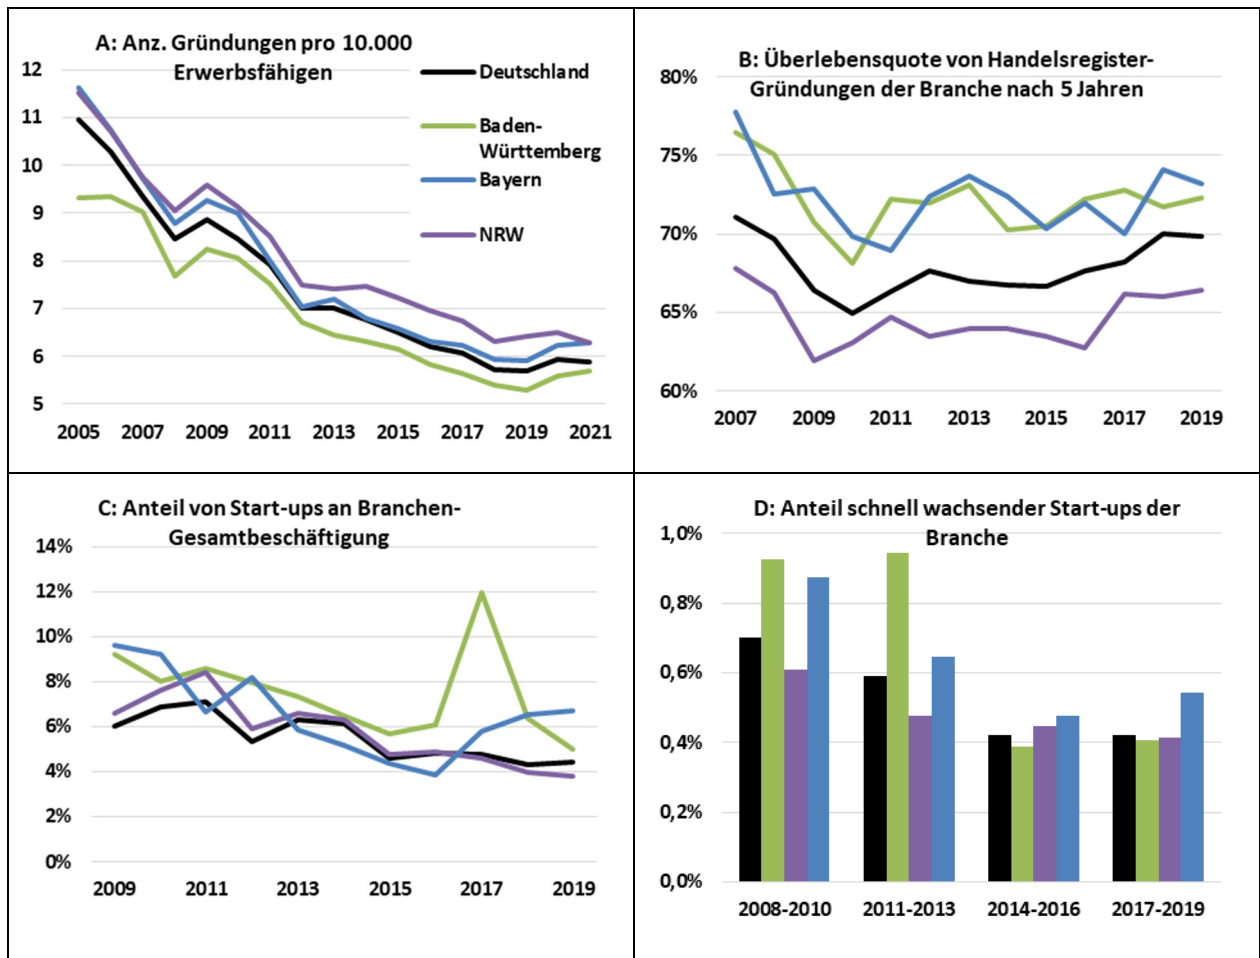 A: Anz. Gründungen pro 10.000
Erwerbsfähigen
12
11
10
9
8
7
6
5
2005 2007 2009 2011 2013 2015 2017 2019 2021
Deutschland
Baden-
Württemberg
Bayern
NRW
B: Überlebensquote von Handelsregister-
Gründungen der Branche nach 5 Jahren
80%
75%
70%
65%
60%
2007 2009 2011 2013 2015 2017 2019
C: Anteil von Start-ups an Branchen-
Gesamtbeschäftigung
14%
12%
10%
8%
6%
4%
2%
0%
2009 2011 2013 2015 2017 2019
D: Anteil schnell wachsender Start-ups der
Branche
1,0%
0,8%
0,6%
0,4%
0,2%
0,0%
2008-2010 2011-2013 2014-2016 2017-2019